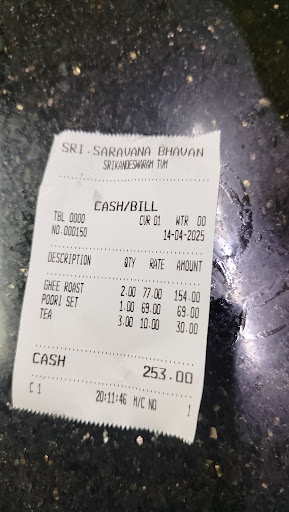 SRI.SARAVANA BHAVAN
SRIKANDESWARAM TVM
CASH/BILL
TBL 0000 CVR 01 WTR 00
NO.000150 14-04-2025
DESCRIPTION QTY RATE AMOUNT
GHEE ROAST 2.00 77.00 154.00
POORI SET 1.00 69.00 69.00
TEA 3.00 10.00 30.00
CASH 253.00
C 1 20:11:46 M/C NO 1